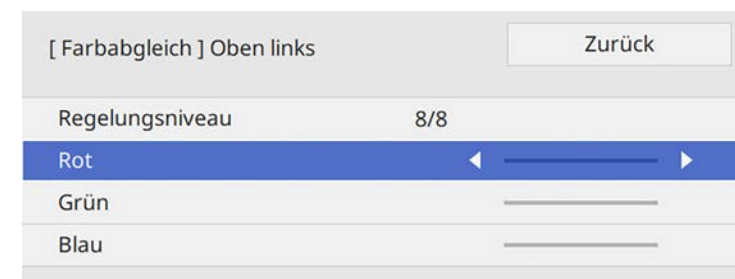 [ Farbabgleich ] Oben links
Zurück
Regelungsniveau 8/8
Rot
Grün
Blau